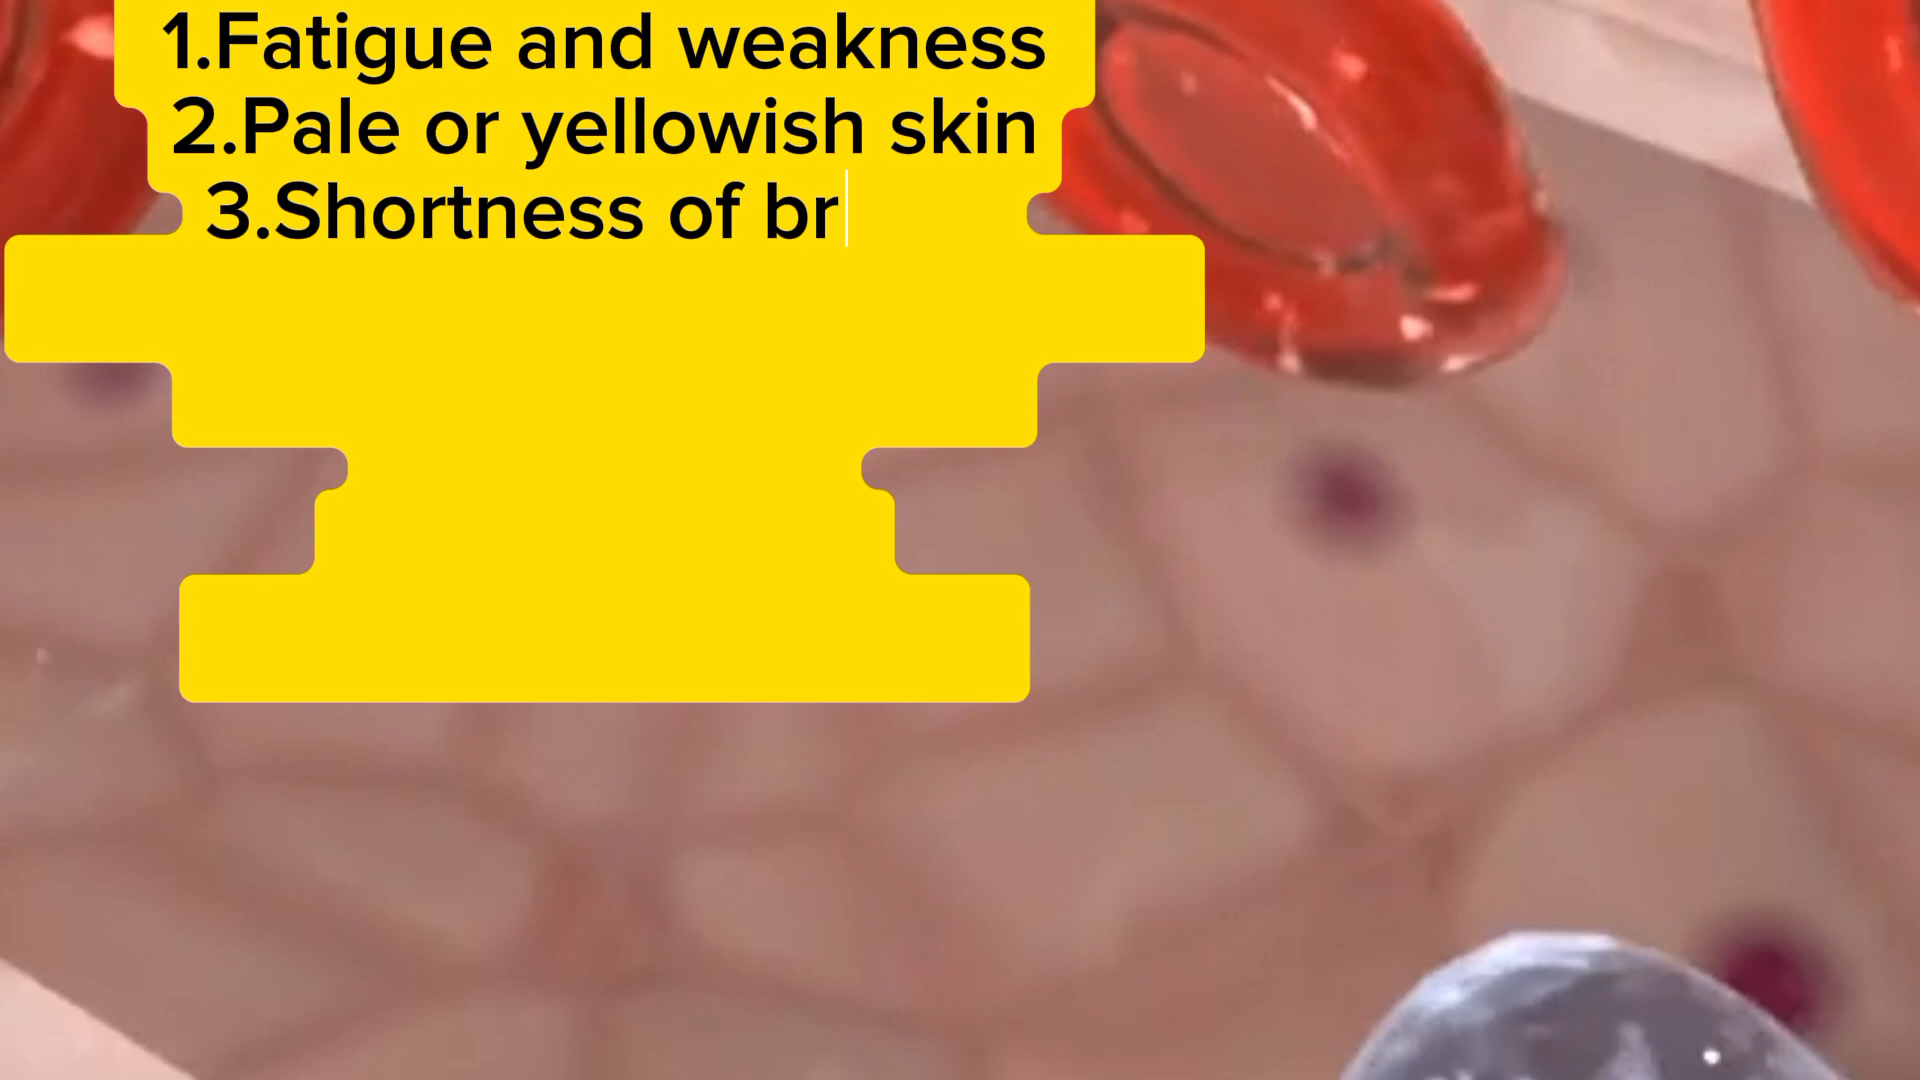 1.Fatigue and weakness
2.Pale or yellowish skin
3.Shortness of br